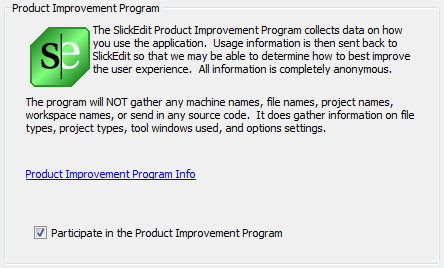 Product Improvement Program
se
The SlickEdit Product Improvement Program collects data on how
you use the application.  Usage information is then sent back to
SlickEdit so that we may be able to determine how to best improve
the user experience.  All information is completely anonymous.
The program will NOT gather any machine names, file names, project names,
workspace names, or send in any source code.  It does gather information on file
types, project types, tool windows used, and options settings.
Product Improvement Program Info
Participate in the Product Improvement Program